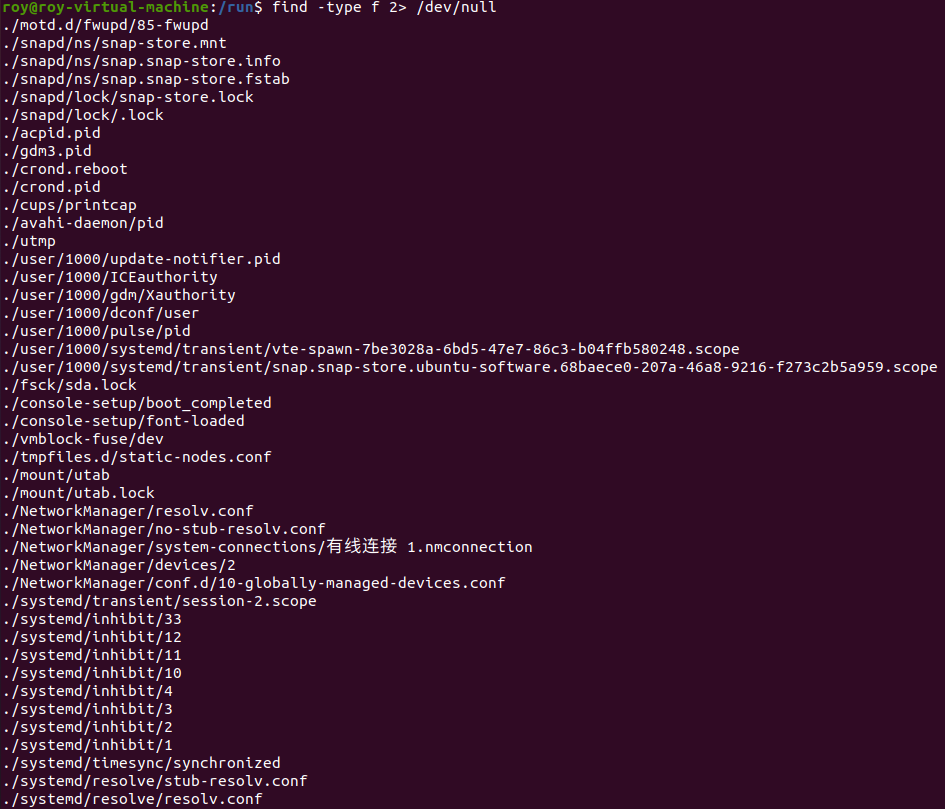 roy@roy-virtual-machine:/run$ find -type f 2> /dev/null
./motd.d/fwupd/85-fwupd
./snapd/ns/snap-store.mnt
./snapd/ns/snap.snap-store.info
./snapd/ns/snap.snap-store.fstab
./snapd/lock/snap-store.lock
./snapd/lock/.lock
./acpid.pid
./gdm3.pid
./crond.reboot
./crond.pid
./cups/printcap
./avahi-daemon/pid
./utmp
./user/1000/update-notifier.pid
./user/1000/ICEauthority
./user/1000/gdm/Xauthority
./user/1000/dconf/user
./user/1000/pulse/pid
./user/1000/systemd/transient/vte-spawn-7be3028a-6bd5-47e7-86c3-b04ffb580248.scope
./user/1000/systemd/transient/snap.snap-store.ubuntu-software.68baece0-207a-46a8-9216-f273c2b5a959.scope
./fsck/sda.lock
./console-setup/boot_completed
./console-setup/font-loaded
./vmblock-fuse/dev
./tmpfiles.d/static-nodes.conf
./mount/utab
./mount/utab.lock
./NetworkManager/resolv.conf
./NetworkManager/no-stub-resolv.conf
./NetworkManager/system-connections/有线连接 1.nmconnection
./NetworkManager/devices/2
./NetworkManager/conf.d/10-globally-managed-devices.conf
./systemd/transient/session-2.scope
./systemd/inhibit/33
./systemd/inhibit/12
./systemd/inhibit/11
./systemd/inhibit/10
./systemd/inhibit/4
./systemd/inhibit/3
./systemd/inhibit/2
./systemd/inhibit/1
./systemd/timesync/synchronized
./systemd/resolve/stub-resolv.conf
./systemd/resolve/resolv.conf